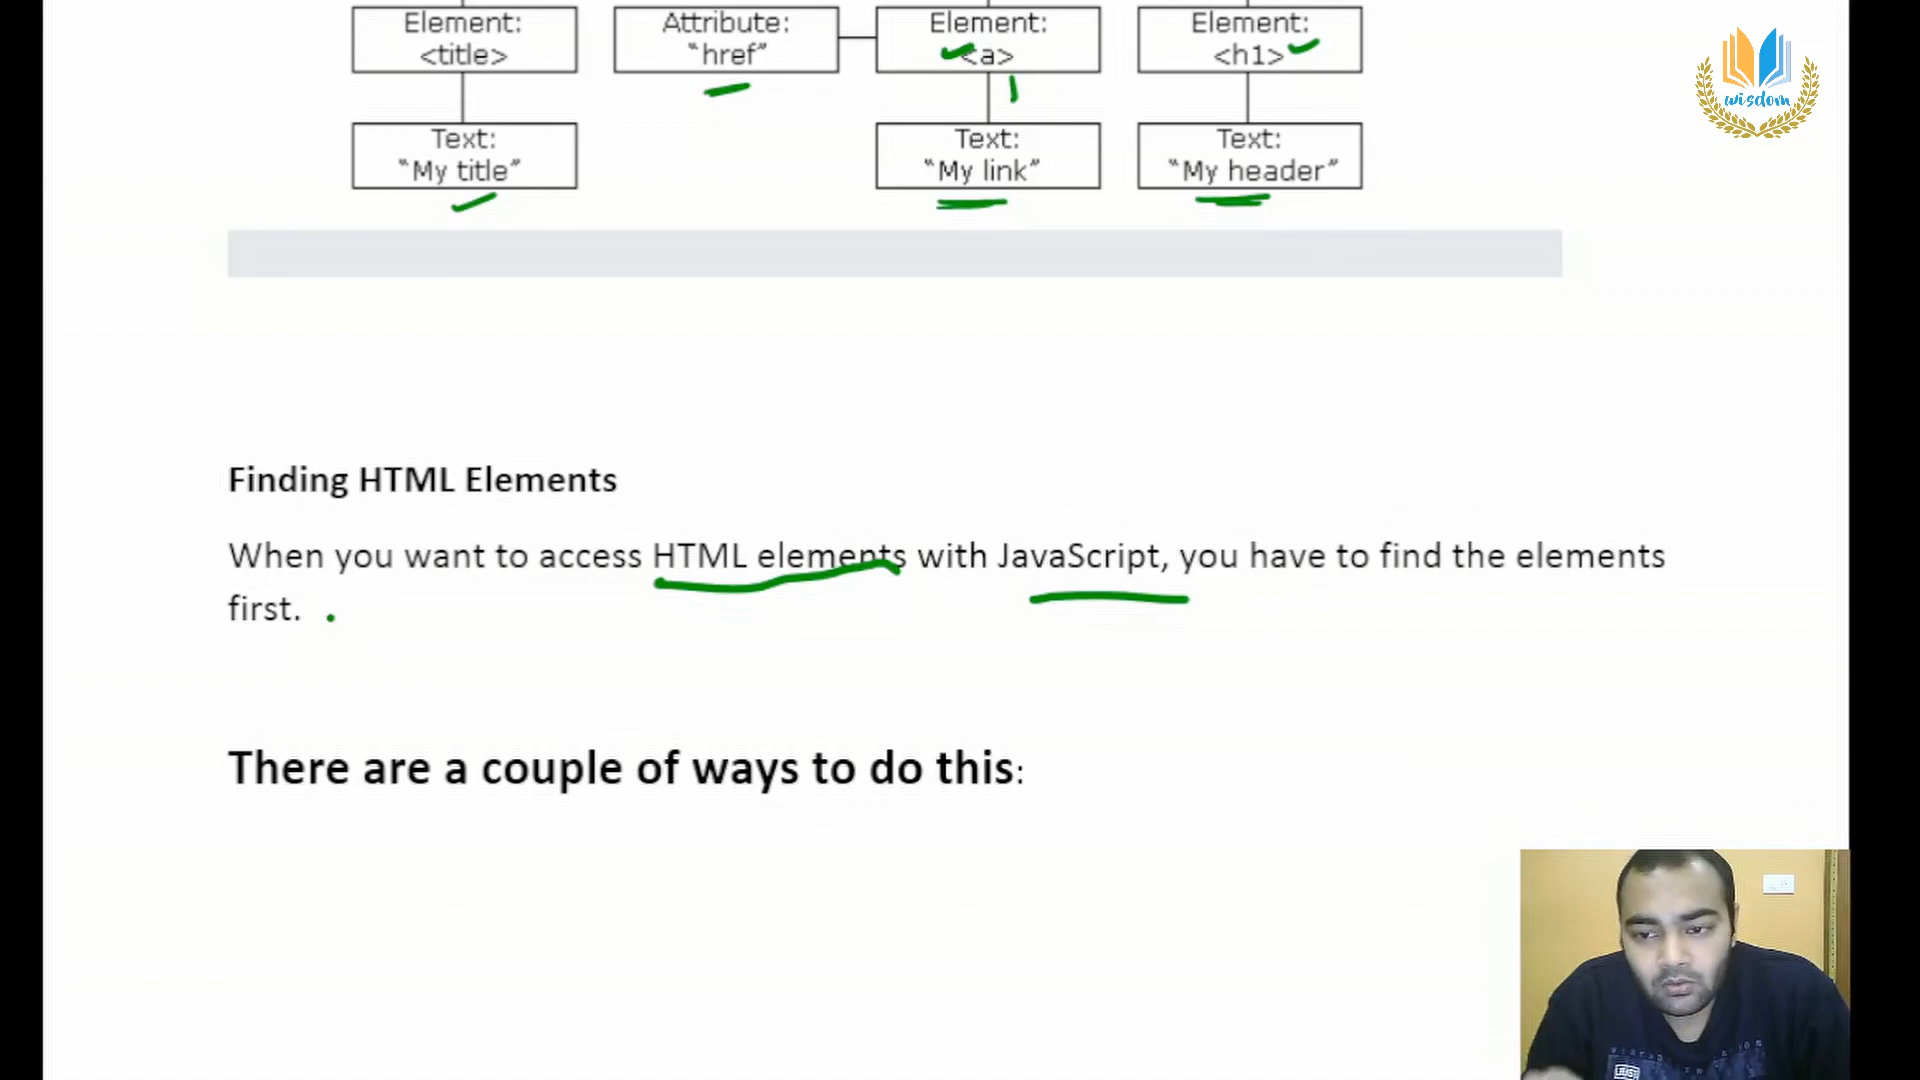 Element:
<title>
Attribute:
“href”
Element:
<a>
Element:
<h1>
Text:
“My title”
Text:
“My link”
Text:
“My header”
wisdom
Finding HTML Elements
When you want to access HTML elements with JavaScript, you have to find the elements
first.
There are a couple of ways to do this: